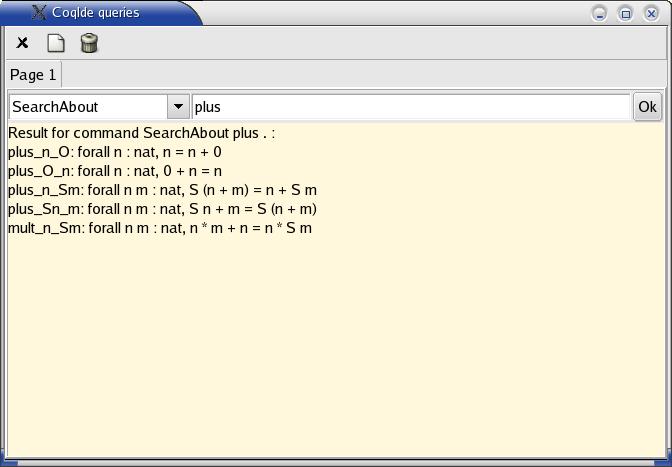 CoqIde queries
Page 1
SearchAbout plus Ok
Result for command SearchAbout plus . :
plus_n_O: forall n : nat, n = n + 0
plus_O_n: forall n : nat, 0 + n = n
plus_n_Sm: forall n m : nat, S (n + m) = n + S m
plus_Sn_m: forall n m : nat, S n + m = S (n + m)
mult_n_Sm: forall n m : nat, n * m + n = n * S m